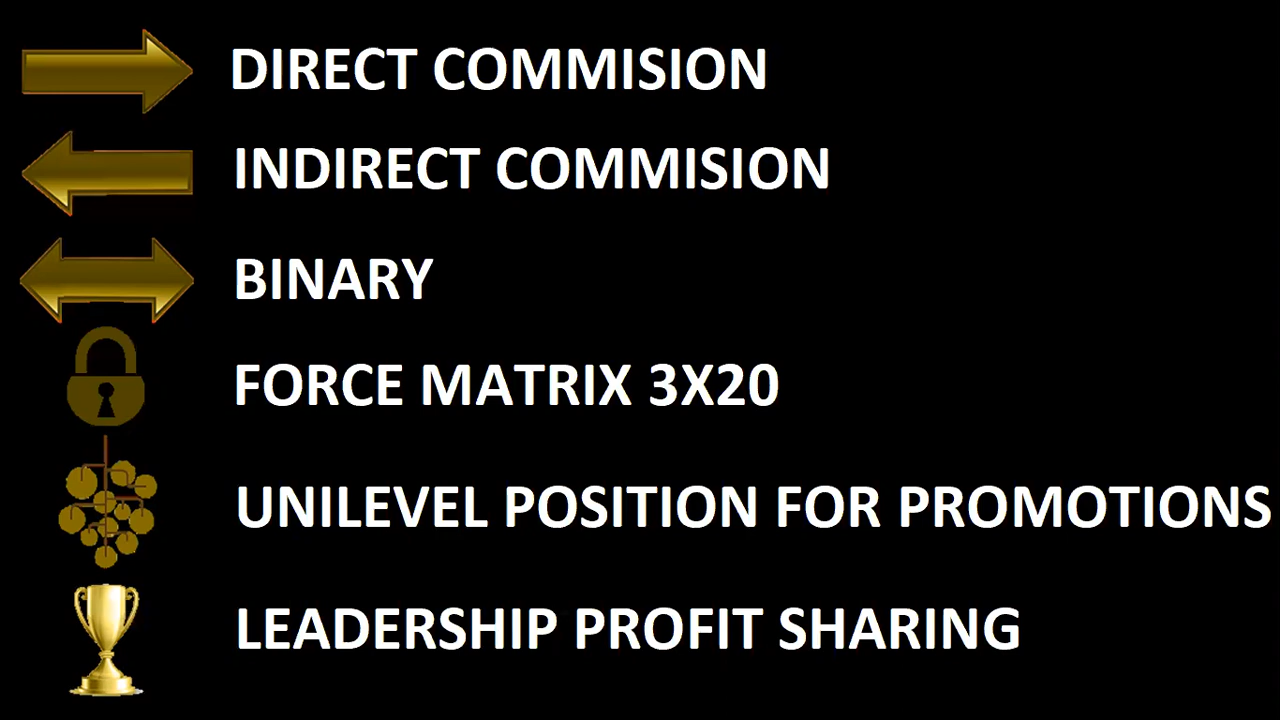 DIRECT COMMISION
INDIRECT COMMISION
BINARY
FORCE MATRIX 3X20
UNILEVEL POSITION FOR PROMOTIONS
LEADERSHIP PROFIT SHARING